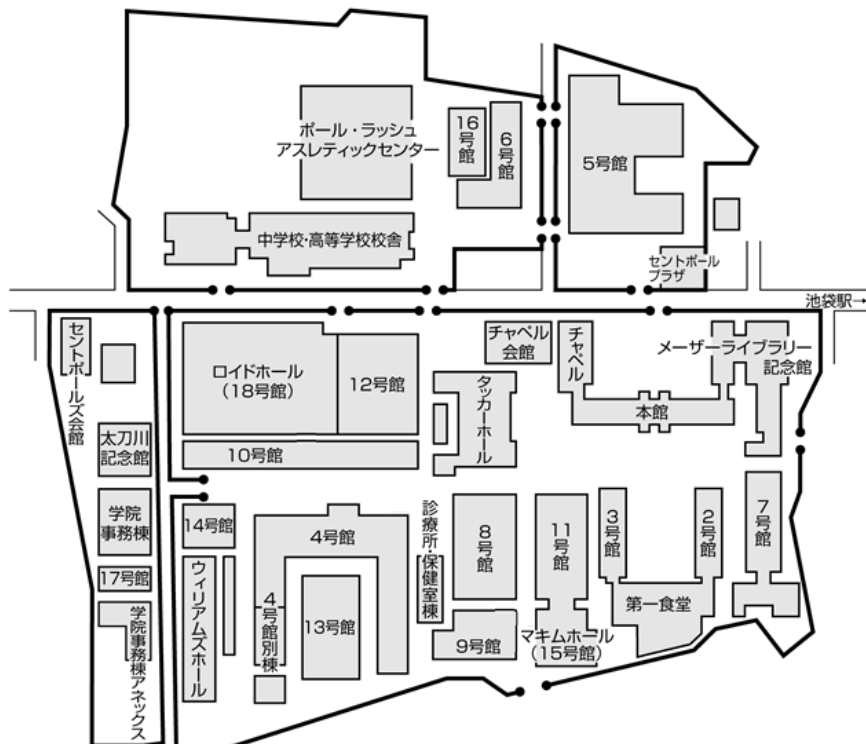 ポール・ラッシュ
アスレティックセンター
16号館
6号館
5号館
中学校・高等学校校舎
セントポール
プラザ
池袋駅→
セントポールズ会館
ロイドホール
(18号館)
12号館
チャペル
会館
チャペル
メーザーライブラリー
記念館
タッカーホール
本館
太刀川
記念館
10号館
学院
事務棟
14号館
4号館
診療所・保健室棟
8号館
11号館
3号館
2号館
7号館
17号館
ウィリアムズホール
4号館別棟
13号館
第一食堂
学院事務棟アネックス
9号館
マキムホール
(15号館)